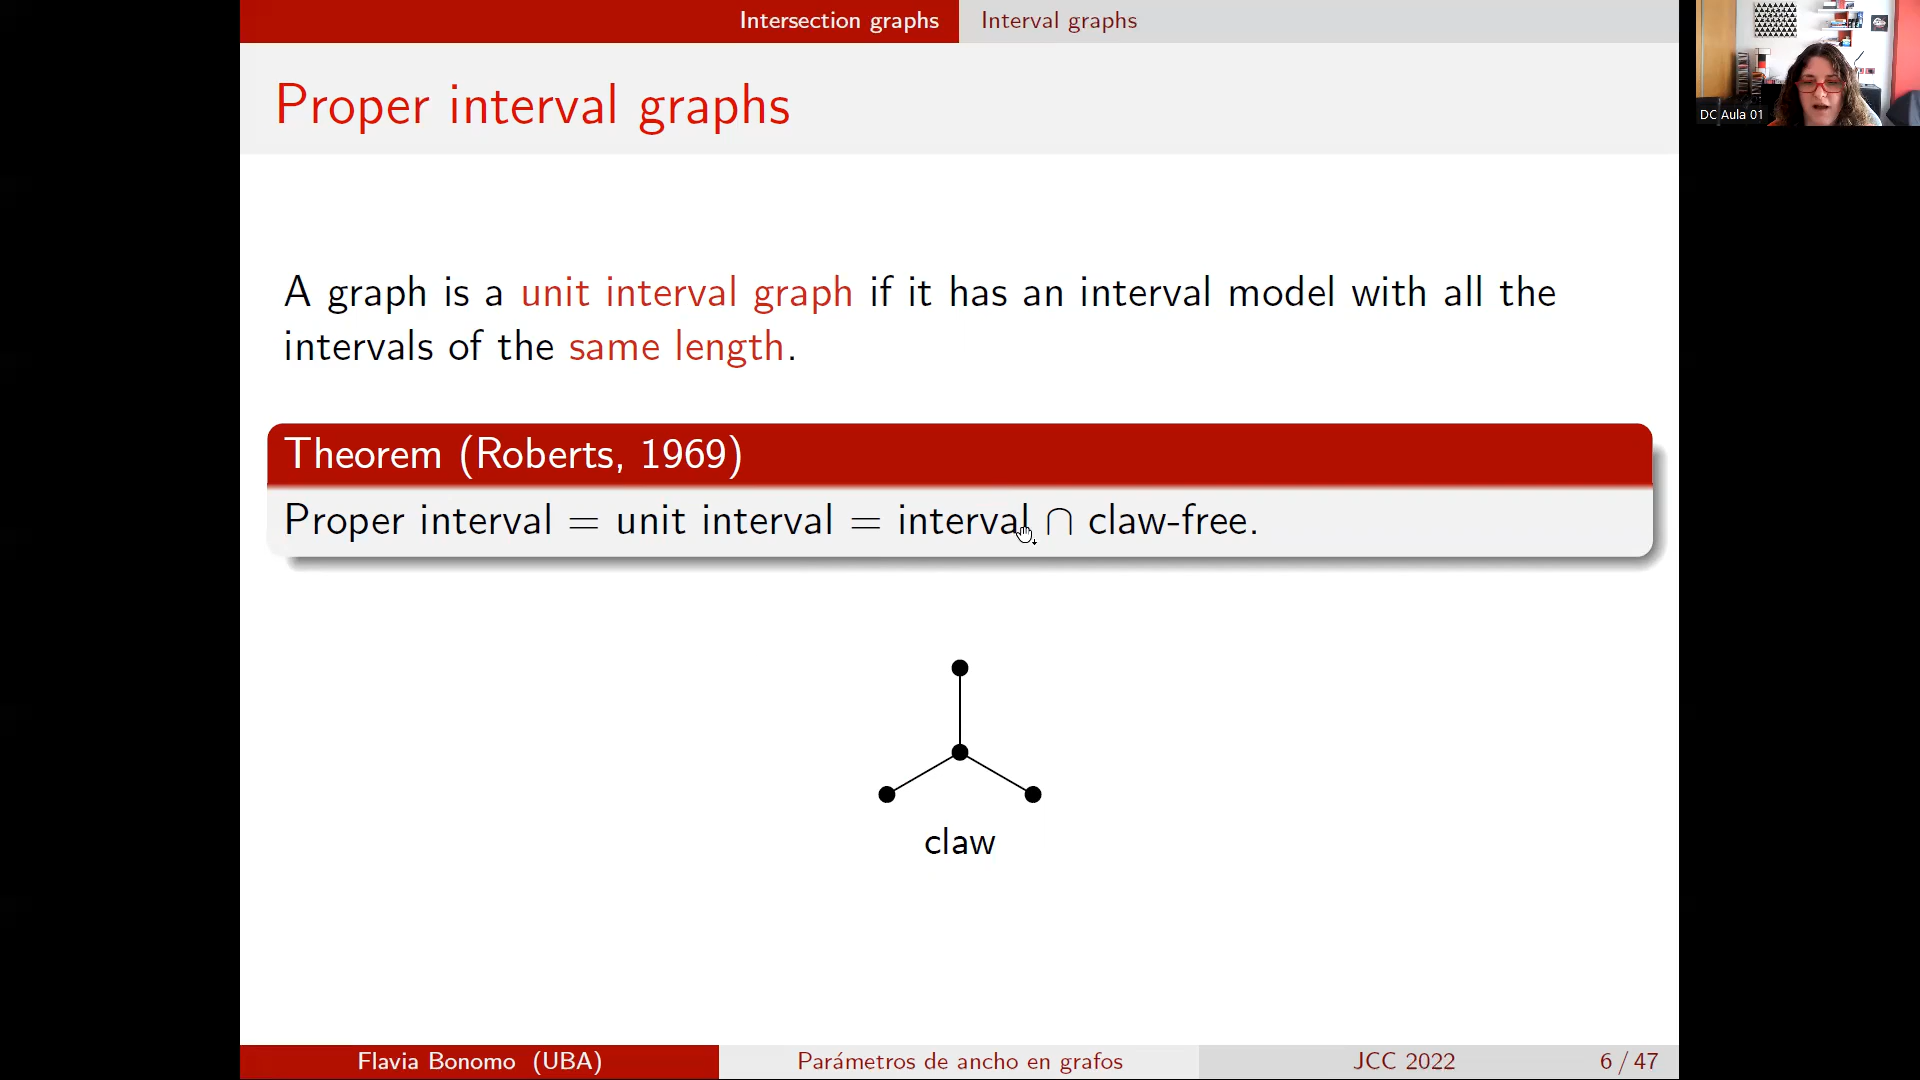 Intersection graphs
Interval graphs
DC Aula 01
Proper interval graphs
A graph is a unit interval graph if it has an interval model with all the
intervals of the same length.
Theorem (Roberts, 1969)
Proper interval = unit interval = interval ∩ claw-free.
claw
Flavia Bonomo (UBA)
Parámetros de ancho en grafos
JCC 2022
6 / 47